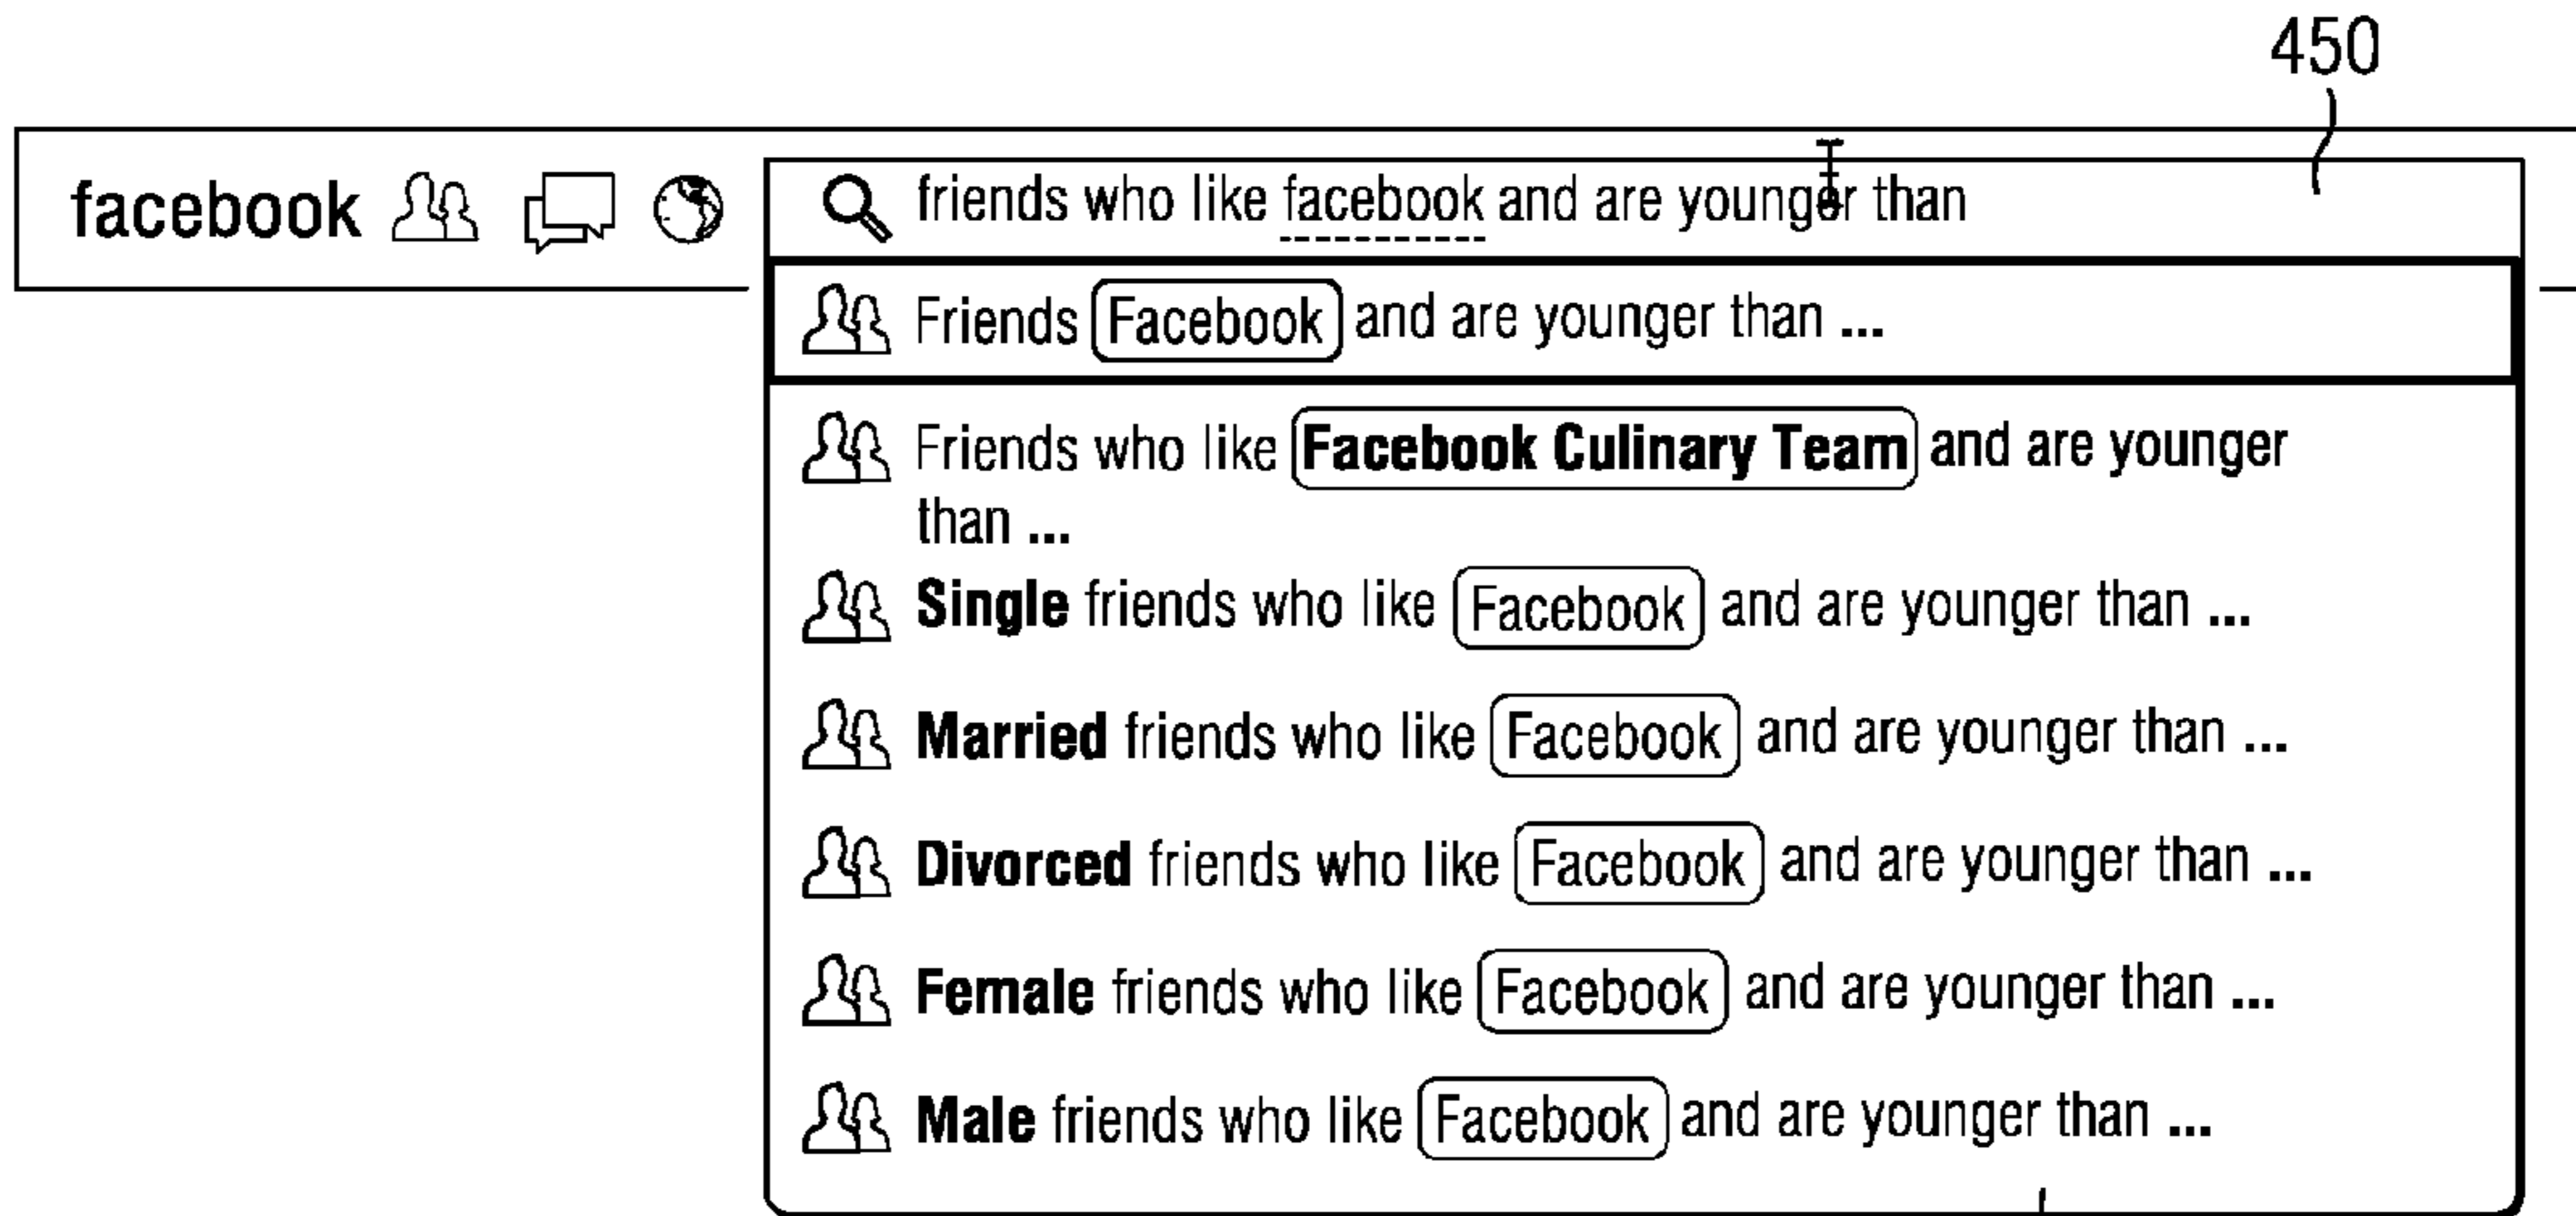 450
facebook friends who like facebook and are younger than
Friends Facebook and are younger than ...
Friends who like Facebook Culinary Team and are younger
than ...
Single friends who like Facebook and are younger than ...
Married friends who like Facebook and are younger than ...
Divorced friends who like Facebook and are younger than ...
Female friends who like Facebook and are younger than ...
Male friends who like Facebook and are younger than ...